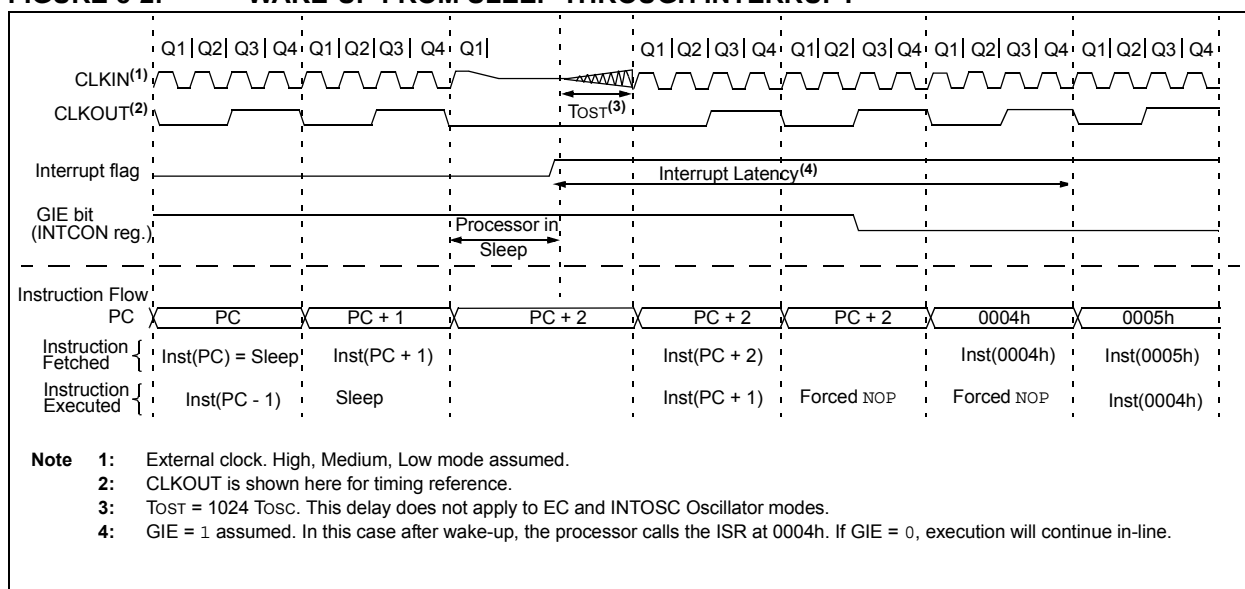 FIGURE 8-2: WAKE-UP FROM SLEEP THROUGH INTERRUPT
Q1 Q2 Q3 Q4 Q1 Q2 Q3 Q4 Q1 Q1 Q2 Q3 Q4 Q1 Q2 Q3 Q4 Q1 Q2 Q3 Q4 Q1 Q2 Q3 Q4
CLKIN(1)
CLKOUT(2)
TOST(3)
Interrupt flag
Interrupt Latency(4)
GIE bit
(INTCON reg.)
Processor in
Sleep
Instruction Flow
PC PC PC + 1 PC + 2 PC + 2 PC + 2 0004h 0005h
Instruction
Fetched
Inst(PC) = Sleep Inst(PC + 1) Inst(PC + 2) Inst(0004h) Inst(0005h)
Instruction
Executed
Inst(PC - 1) Sleep Inst(PC + 1) Forced NOP Forced NOP Inst(0004h)
Note 1: External clock. High, Medium, Low mode assumed.
2: CLKOUT is shown here for timing reference.
3: TOST = 1024 TOSC. This delay does not apply to EC and INTOSC Oscillator modes.
4: GIE = 1 assumed. In this case after wake-up, the processor calls the ISR at 0004h. If GIE = 0, execution will continue in-line.